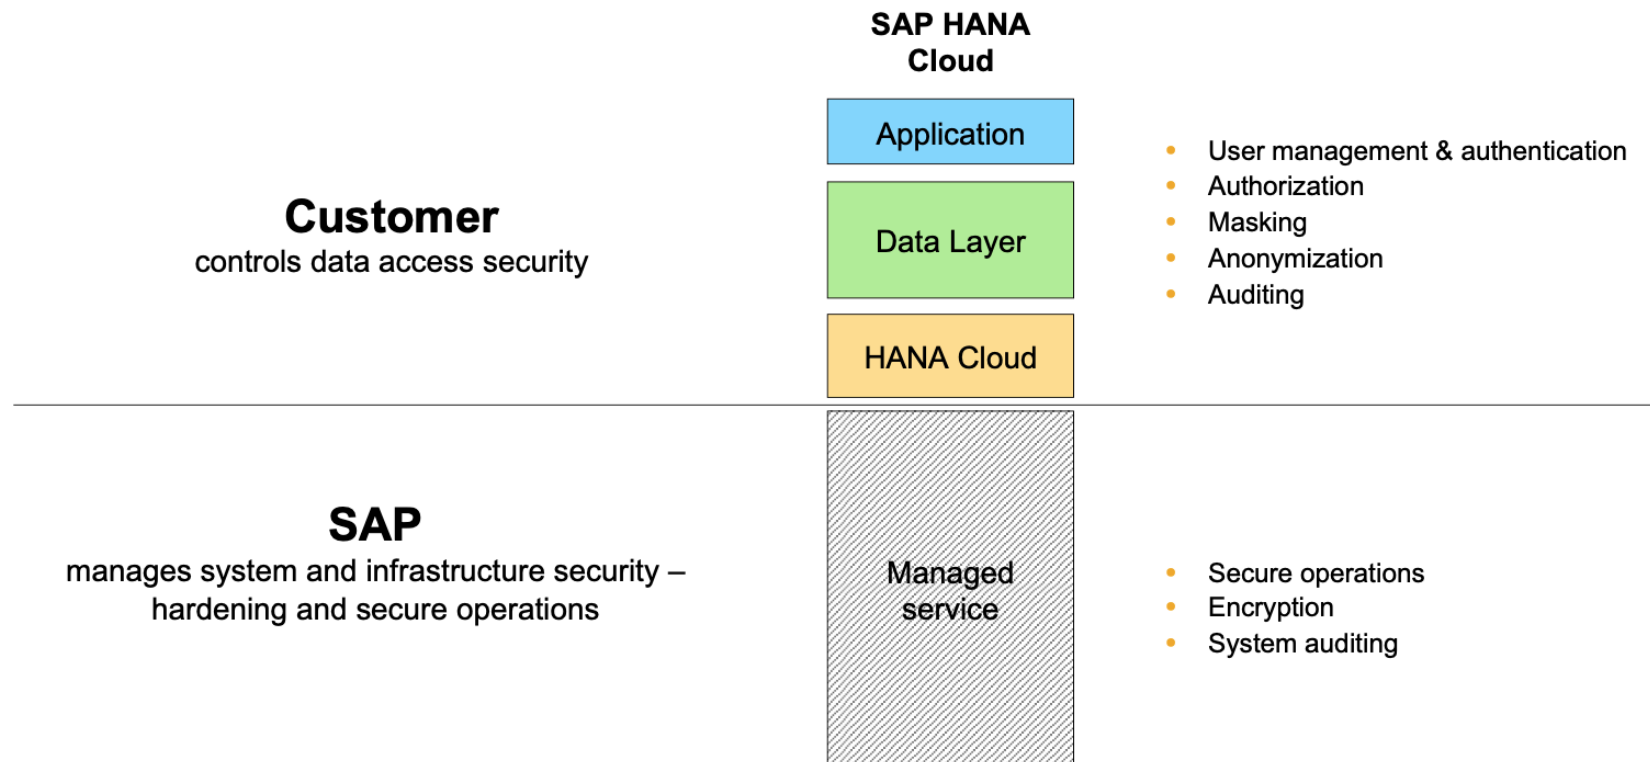 SAP HANA
Cloud
Application
Customer
controls data access security
Data Layer
HANA Cloud
• User management & authentication
• Authorization
• Masking
• Anonymization
• Auditing
SAP
manages system and infrastructure security –
hardening and secure operations
Managed
service
• Secure operations
• Encryption
• System auditing